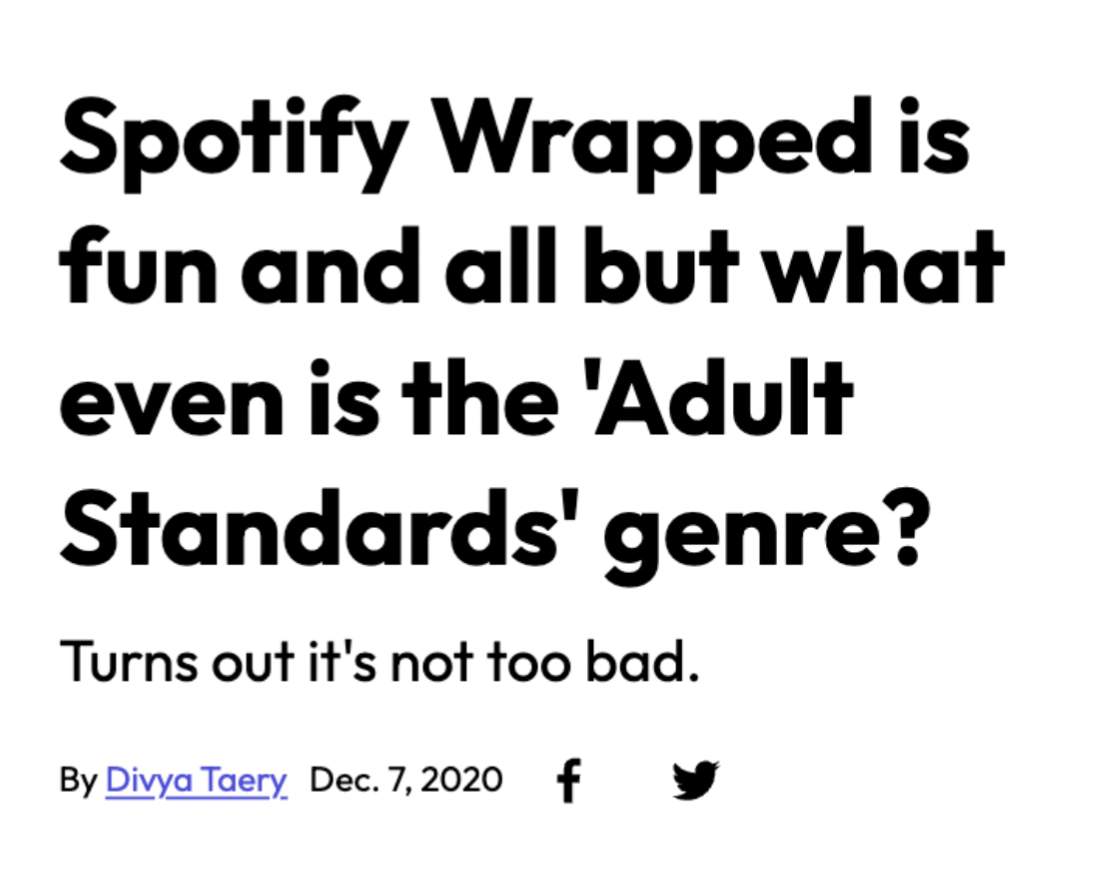 Spotify Wrapped is
fun and all but what
even is the 'Adult
Standards' genre?
Turns out it's not too bad.
By Divya Taery Dec. 7, 2020